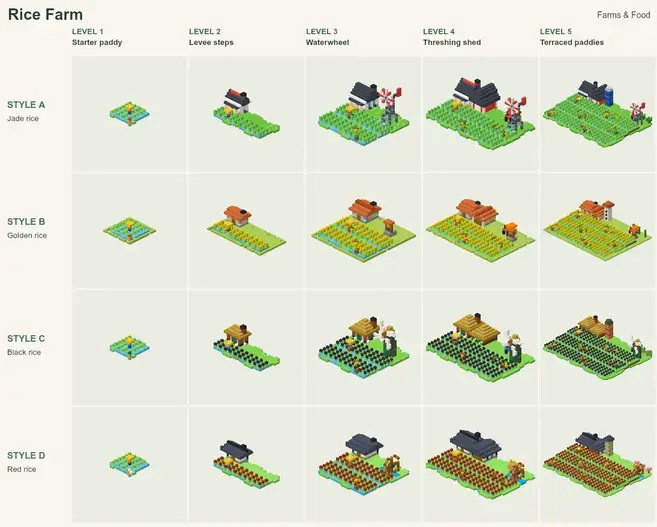 Rice Farm
Farms & Food
LEVEL 1
Starter paddy
LEVEL 2
Levee steps
LEVEL 3
Waterwheel
LEVEL 4
Threshing shed
LEVEL 5
Terraced paddies
STYLE A
Jade rice
STYLE B
Golden rice
STYLE C
Black rice
STYLE D
Red rice